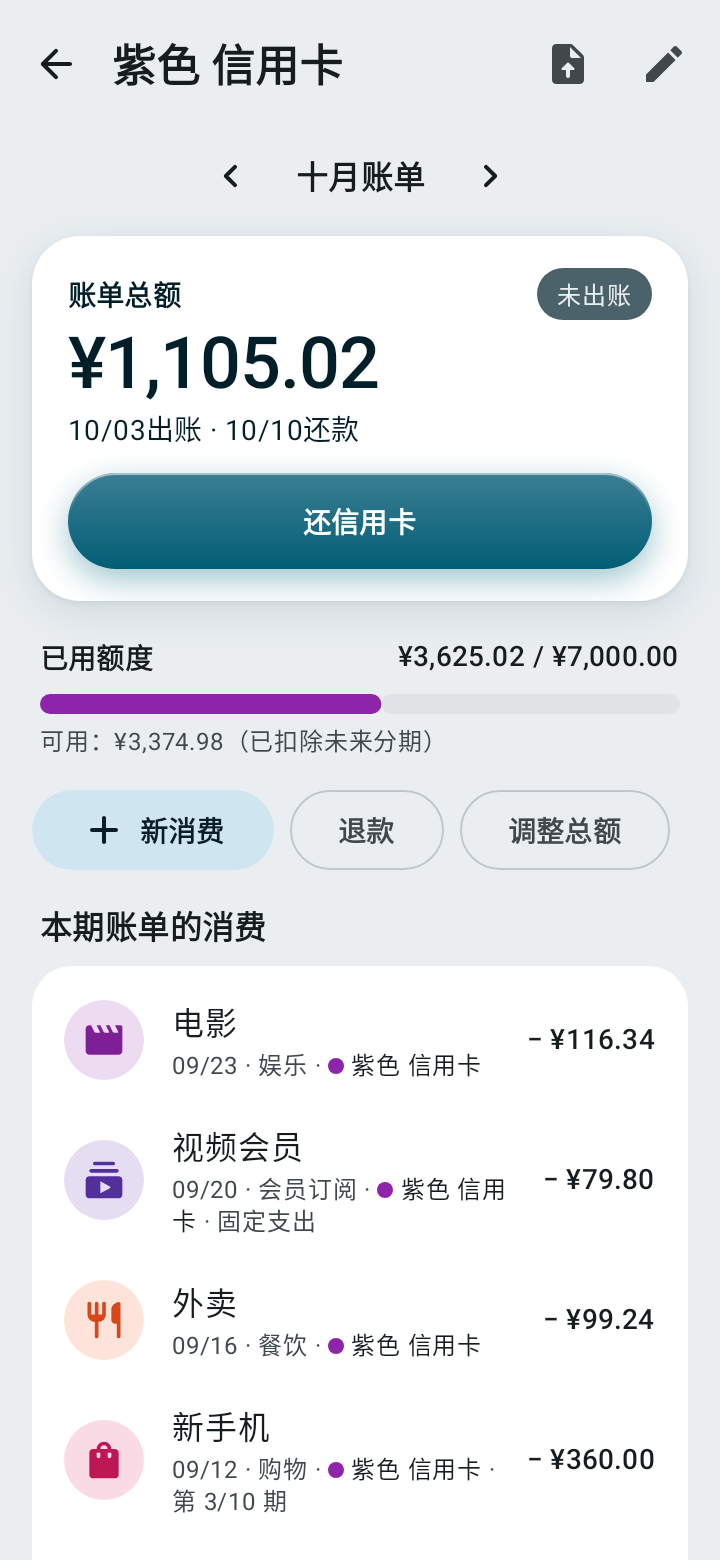 紫色 信用卡
十月账单
账单总额
未出账
¥1,105.02
10/03出账 · 10/10还款
还信用卡
已用额度
¥3,625.02 / ¥7,000.00
可用：¥3,374.98（已扣除未来分期）
新消费
退款
调整总额
本期账单的消费
电影
09/23 · 娱乐 · 紫色 信用卡
− ¥116.34
视频会员
09/20 · 会员订阅 · 紫色 信用
卡 · 固定支出
− ¥79.80
外卖
09/16 · 餐饮 · 紫色 信用卡
− ¥99.24
新手机
09/12 · 购物 · 紫色 信用卡 ·
第 3/10 期
− ¥360.00